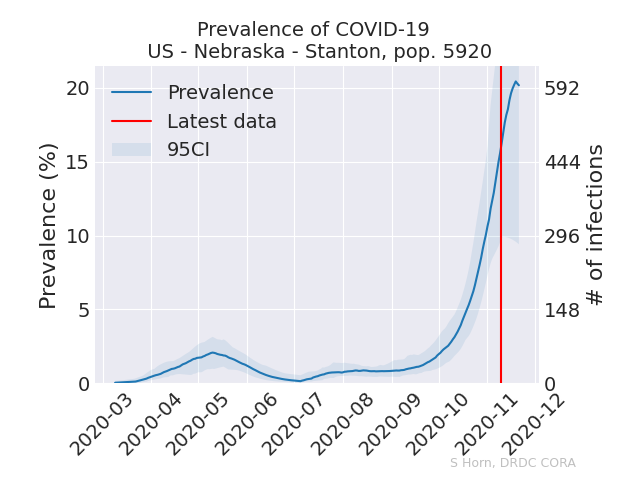 Prevalence of COVID-19
US - Nebraska - Stanton, pop. 5920
Prevalence
Latest data
95CI
Prevalence (%)
20
15
10
5
0
592
444
296
148
0
# of infections
2020-03
2020-04
2020-05
2020-06
2020-07
2020-08
2020-09
2020-10
2020-11
2020-12
S Horn, DRDC CORA